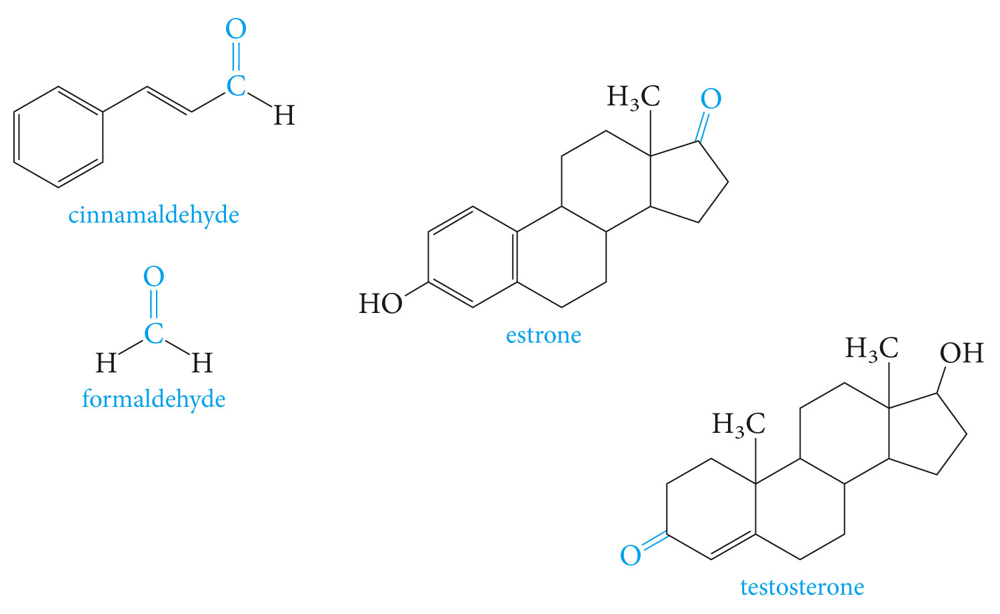 O
C
H
cinnamaldehyde
O
C
H H
formaldehyde
H₃C O
HO
estrone
H₃C OH
H₃C
O
testosterone